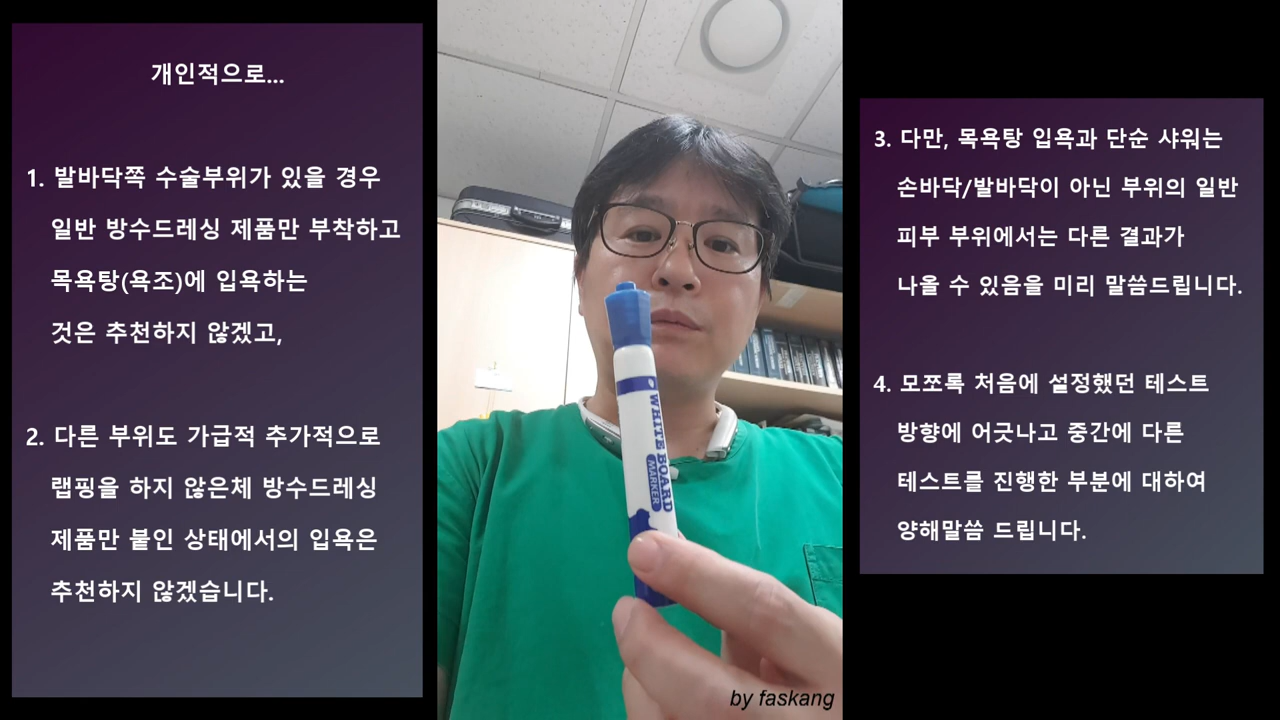 개인적으로...
1. 발바닥쪽 수술부위가 있을 경우
일반 방수드레싱 제품만 부착하고
목욕탕(욕조)에 입욕하는
것은 추천하지 않겠고,
2. 다른 부위도 가급적 추가적으로
랩핑을 하지 않은체 방수드레싱
제품만 붙인 상태에서의 입욕은
추천하지 않겠습니다.
WHITE BOARD
MARKER
by faskang
3. 다만, 목욕탕 입욕과 단순 샤워는
손바닥/발바닥이 아닌 부위의 일반
피부 부위에서는 다른 결과가
나올 수 있음을 미리 말씀드립니다.
4. 모쪼록 처음에 설정했던 테스트
방향에 어긋나고 중간에 다른
테스트를 진행한 부분에 대하여
양해말씀 드립니다.